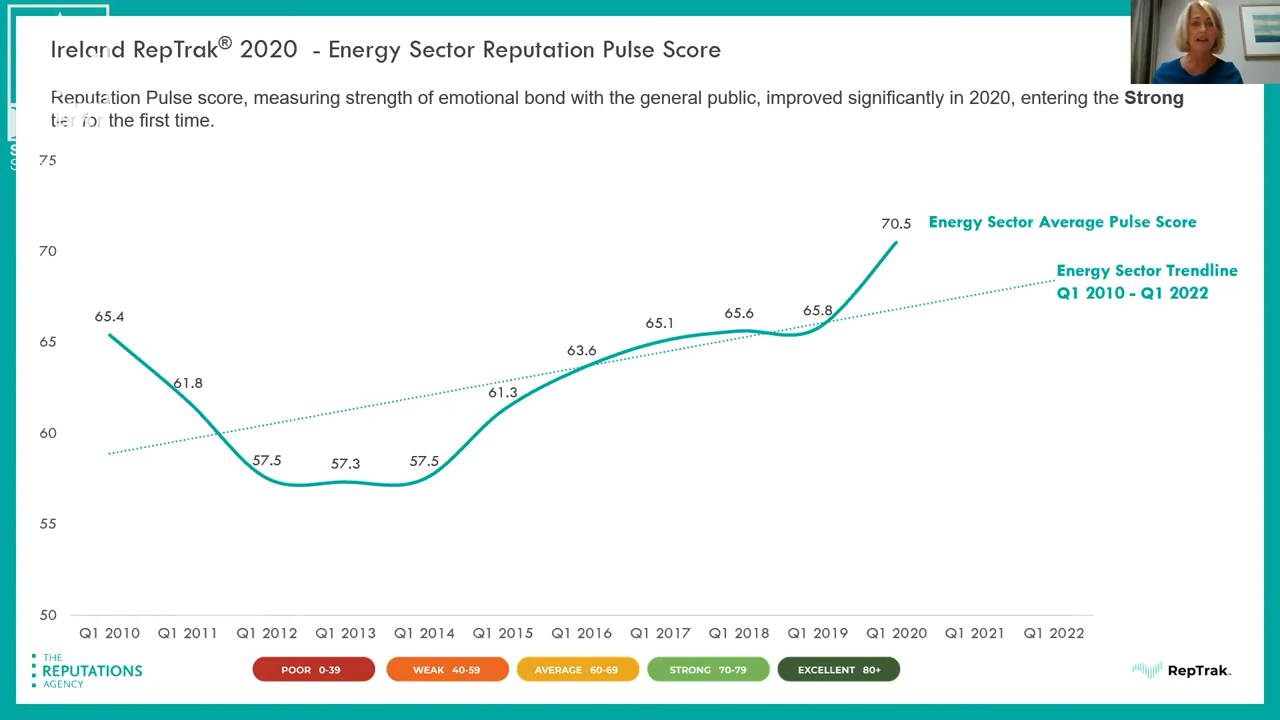 Ireland RepTrak® 2020 - Energy Sector Reputation Pulse Score
Reputation Pulse score, measuring strength of emotional bond with the general public, improved significantly in 2020, entering the Strong
tier for the first time.
75
70
65
60
55
50
65.4
61.8
57.5
57.3
57.5
61.3
63.6
65.1
65.6
65.8
70.5
Energy Sector Average Pulse Score
Energy Sector Trendline
Q1 2010 - Q1 2022
Q1 2010 Q1 2011 Q1 2012 Q1 2013 Q1 2014 Q1 2015 Q1 2016 Q1 2017 Q1 2018 Q1 2019 Q1 2020 Q1 2021 Q1 2022
THE
REPUTATIONS
AGENCY
POOR 0-39
WEAK 40-59
AVERAGE 60-69
STRONG 70-79
EXCELLENT 80+
RepTrak